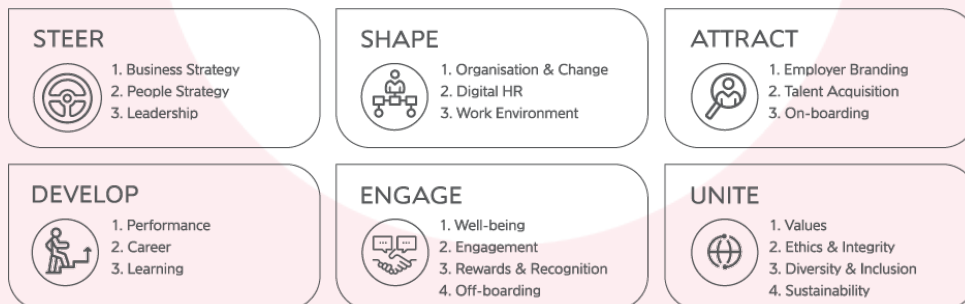 STEER
1. Business Strategy
2. People Strategy
3. Leadership
SHAPE
1. Organisation & Change
2. Digital HR
3. Work Environment
ATTRACT
1. Employer Branding
2. Talent Acquisition
3. On-boarding
DEVELOP
1. Performance
2. Career
3. Learning
ENGAGE
1. Well-being
2. Engagement
3. Rewards & Recognition
4. Off-boarding
UNITE
1. Values
2. Ethics & Integrity
3. Diversity & Inclusion
4. Sustainability